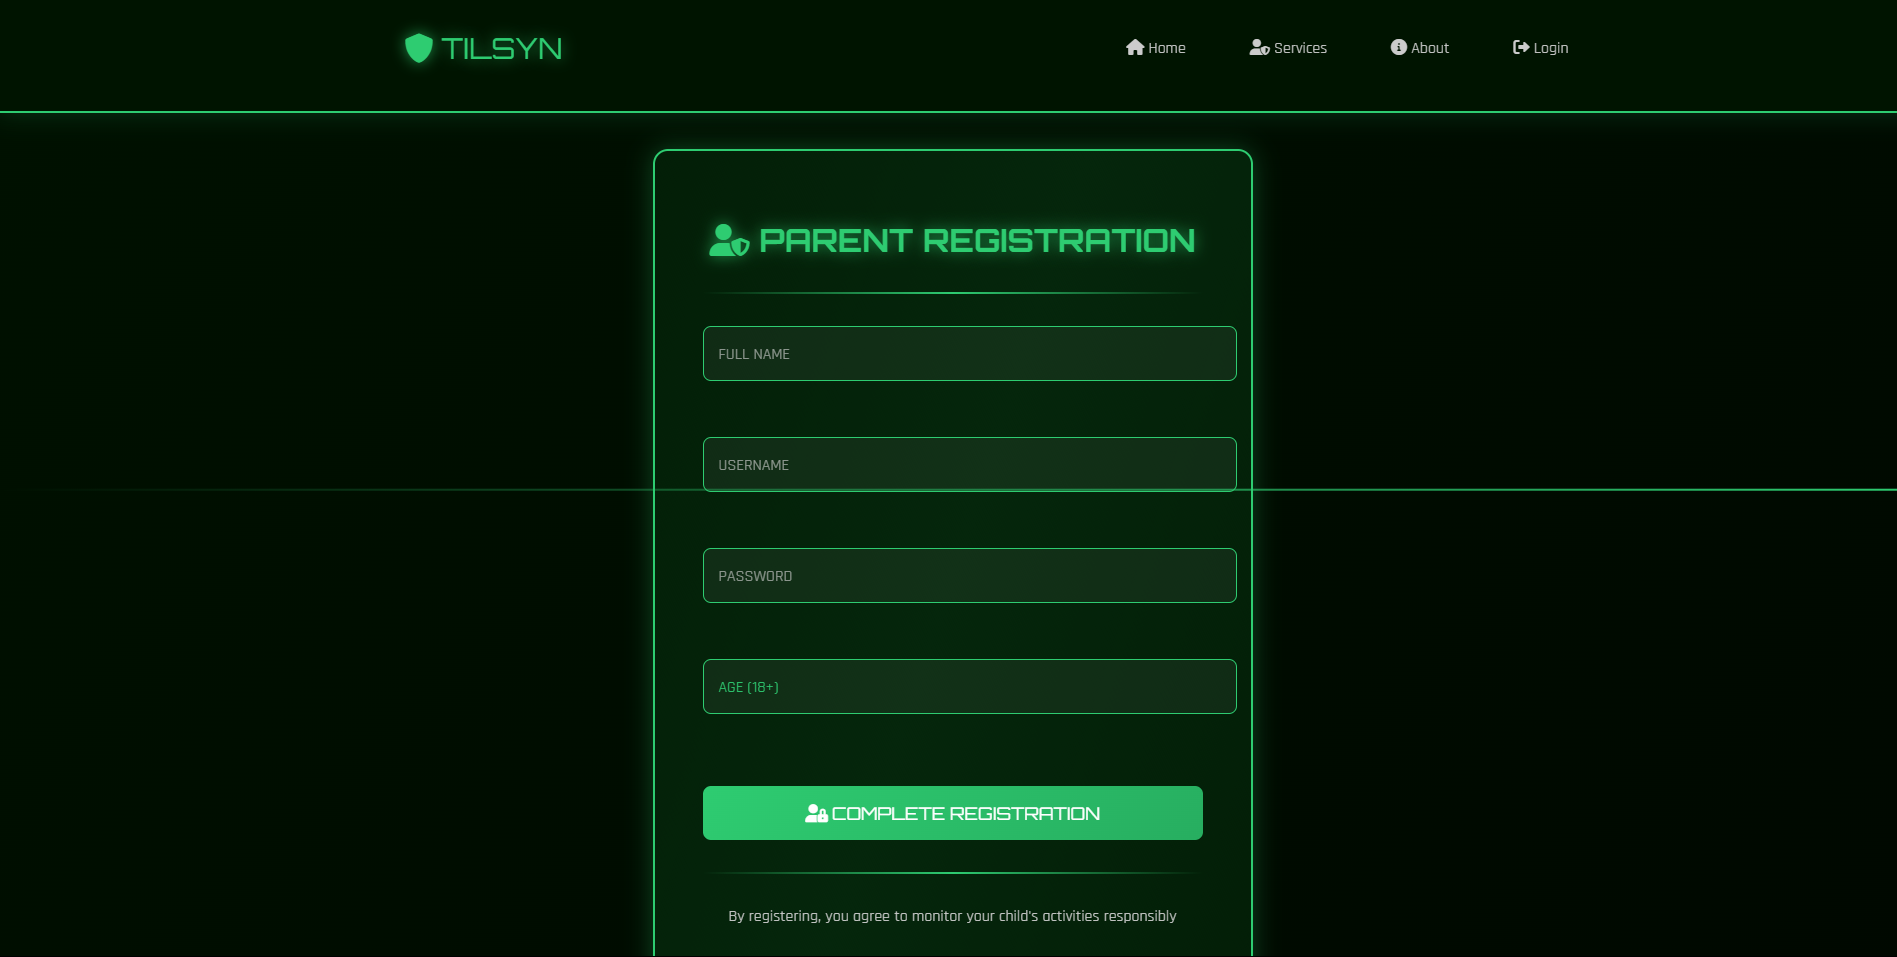 TILSYN
Home Services About Login
PARENT REGISTRATION
FULL NAME
USERNAME
PASSWORD
AGE (18+)
COMPLETE REGISTRATION
By registering, you agree to monitor your child's activities responsibly